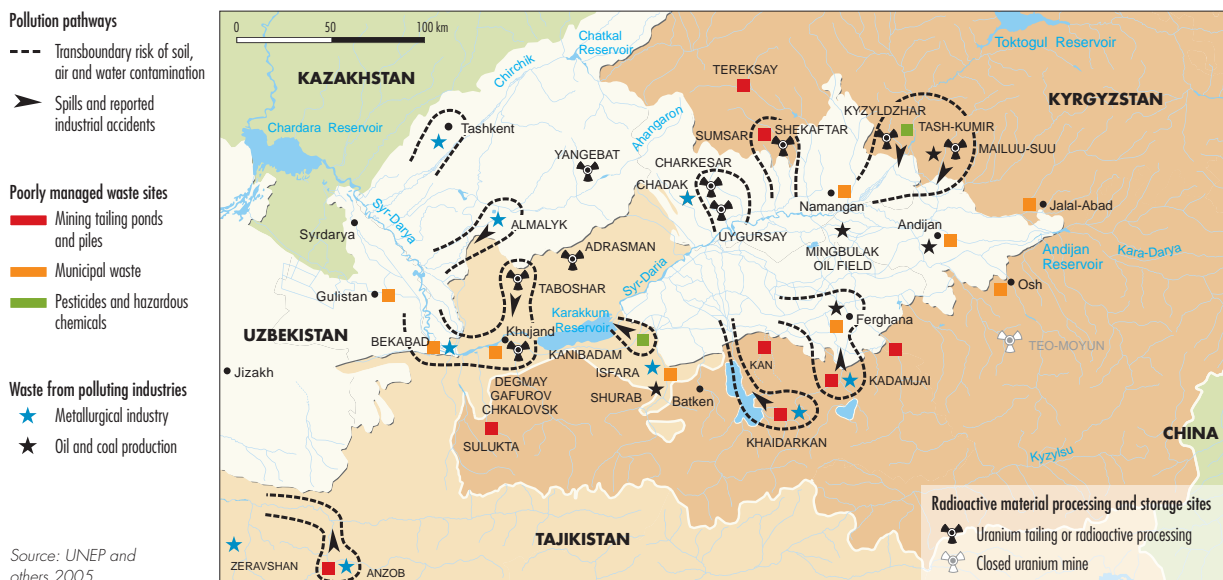 Pollution pathways
Transboundary risk of soil,
air and water contamination
Spills and reported
industrial accidents
Poorly managed waste sites
Mining tailing ponds
and piles
Municipal waste
Pesticides and hazardous
chemicals
Waste from polluting industries
Metallurgical industry
Oil and coal production
Source: UNEP and
others 2005
0 50 100 km
KAZAKHSTAN
Chatkal
Reservoir
Chirchik
Toktogul Reservoir
TEREKSAY
KYRGYZSTAN
Chardara Reservoir
Tashkent
Ahangaron
SUMSAR
SHEKAFTAR
KYZYLDZHAR
TASH-KUMIR
MAILUU-SUU
YANGEBAT
CHARKESAR
CHADAK
Syr-Darya
Syrdarya
ALMALYK
UYGURSAY
Namangan
Jalal-Abad
Andijan
MINGBULAK
OIL FIELD
Andijan
Reservoir
Kara-Darya
ADRASMAN
TABOSHAR
Syr-Daria
Gulistan
Osh
UZBEKISTAN
BEKABAD
Khujand
Karakkum
Reservoir
Ferghana
TEO-MOYUN
KANIBADAM
ISFARA
KAN
Jizakh
DEGMAY
GAFUROV
CHKALOVSK
SHURAB
Batken
KADAMJAI
SULUKTA
KHAIDARKAN
CHINA
Kyzylsu
TAJIKISTAN
ZERAVSHAN
ANZOB
Radioactive material processing and storage sites
Uranium tailing or radioactive processing
Closed uranium mine